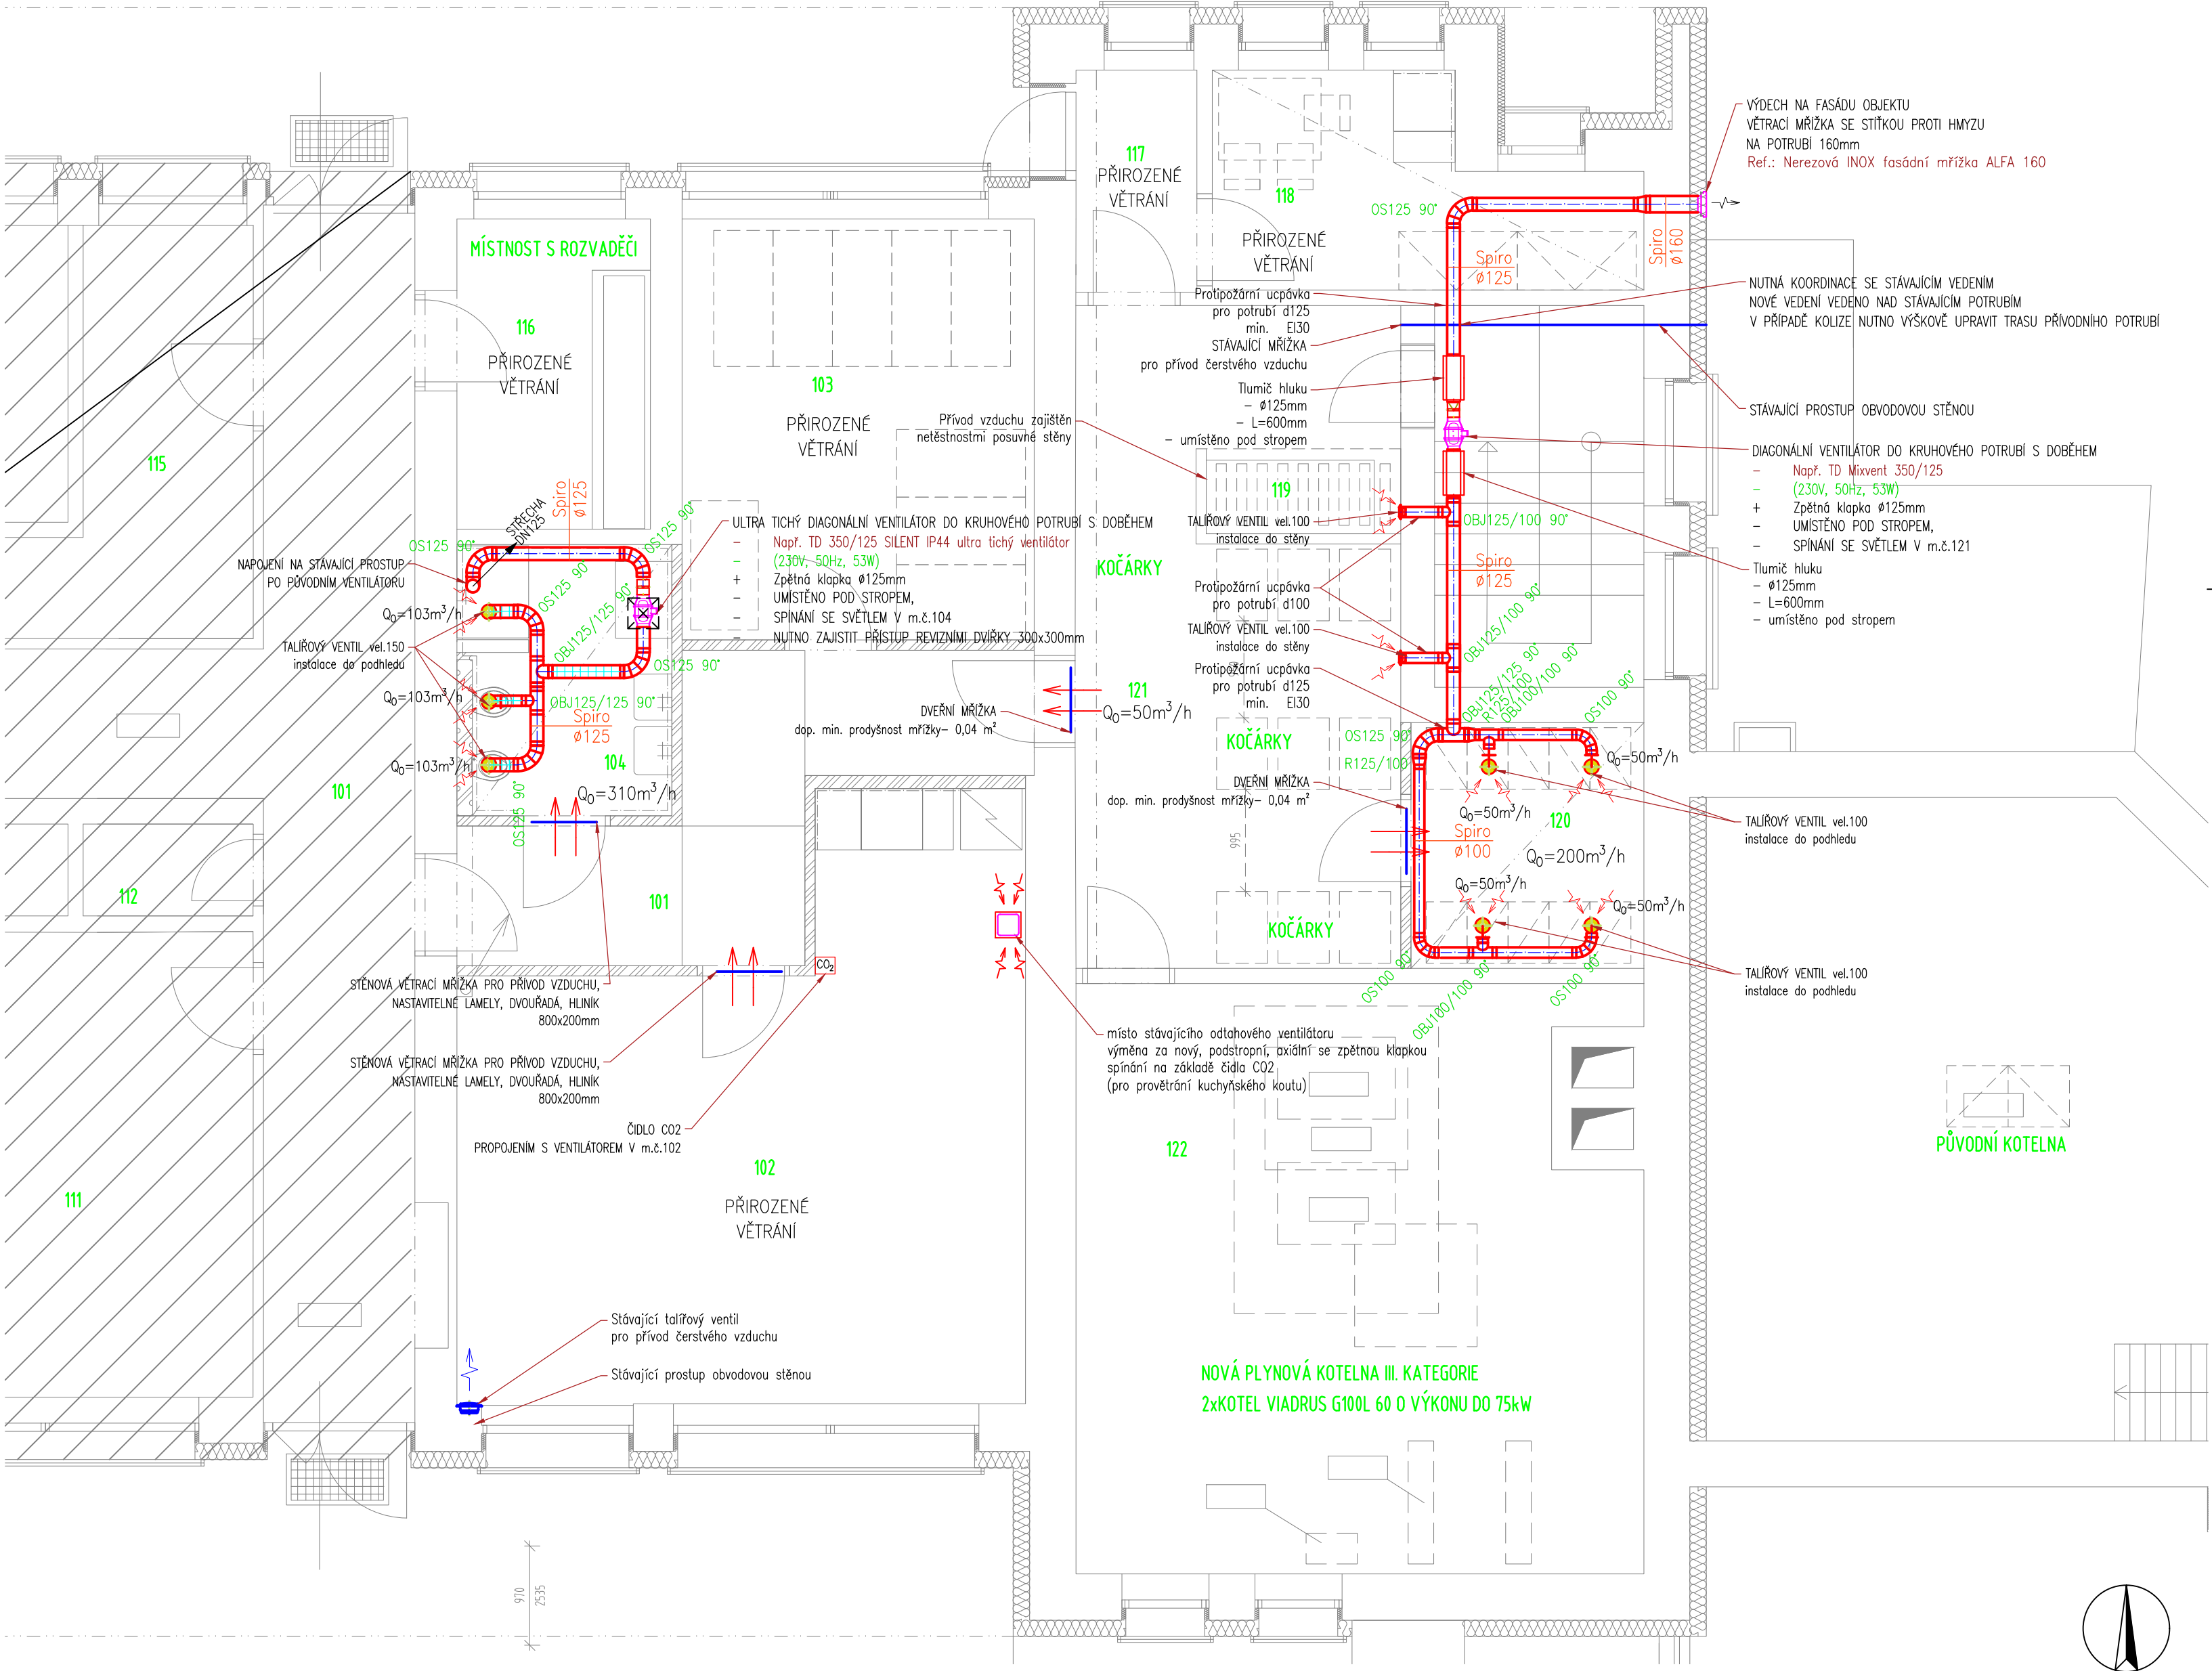 VÝDECH NA FASÁDU OBJEKTU
VĚTRACÍ MŘÍŽKA SE STÍŤKOU PROTI HMYZU
NA POTRUBÍ 160mm
Ref.: Nerezová INOX fasádní mřížka ALFA 160
117
PŘIROZENÉ
VĚTRÁNÍ
118
PŘIROZENÉ
VĚTRÁNÍ
OS125 90°
Spiro
ø125
Spiro
ø160
MÍSTNOST S ROZVADĚČI
116
PŘIROZENÉ
VĚTRÁNÍ
103
PŘIROZENÉ
VĚTRÁNÍ
115
Protipožární ucpávka
pro potrubí d125
min. EI30
STÁVAJÍCÍ MŘÍŽKA
pro přívod čerstvého vzduchu
Tlumič hluku
- ø125mm
- L=600mm
- umístěno pod stropem
Přívod vzduchu zajištěn
netěstnostmi posuvné stěny
NUTNÁ KOORDINACE SE STÁVAJÍCÍM VEDENÍM
NOVÉ VEDENÍ VEDENO NAD STÁVAJÍCÍM POTRUBÍM
V PŘÍPADĚ KOLIZE NUTNO VÝŠKOVĚ UPRAVIT TRASU PŘÍVODNÍHO POTRUBÍ
STÁVAJÍCÍ PROSTUP OBVODOVOU STĚNOU
DIAGONÁLNÍ VENTILÁTOR DO KRUHOVÉHO POTRUBÍ S DOBĚHEM
- Např. TD Mixvent 350/125
- (230V, 50Hz, 53W)
+ Zpětná klapka ø125mm
- UMÍSTĚNO POD STROPEM,
- SPÍNÁNÍ SE SVĚTLEM V m.č.121
Tlumič hluku
- ø125mm
- L=600mm
- umístěno pod stropem
119
TALÍŘOVÝ VENTIL vel.100
instalace do stěny
OBJ125/100 90°
Protipožární ucpávka
pro potrubí d100
Spiro
ø125
TALÍŘOVÝ VENTIL vel.100
instalace do stěny
OBJ125/100 90°
Protipožární ucpávka
pro potrubí d125
min. EI30
KOČÁRKY
Spiro
ø125
STŘECHA
DN125
OS125 90°
OS125 90°
NAPOJENÍ NA STÁVAJÍCÍ PROSTUP
PO PŮVODNÍM VENTILÁTORU
ULTRA TICHÝ DIAGONÁLNÍ VENTILÁTOR DO KRUHOVÉHO POTRUBÍ S DOBĚHEM
- Např. TD 350/125 SILENT IP44 ultra tichý ventilátor
- (230V, 50Hz, 53W)
+ Zpětná klapka ø125mm
- UMÍSTĚNO POD STROPEM,
- SPÍNÁNÍ SE SVĚTLEM V m.č.104
- NUTNO ZAJISTIT PŘÍSTUP REVIZNÍMI DVÍŘKY 300x300mm
OS125 90°
OBJ125/125 90°
Q0=103m³/h
TALÍŘOVÝ VENTIL vel.150
instalace do podhledu
OS125 90°
Q0=103m³/h
OBJ125/125 90°
Spiro
ø125
Q0=103m³/h
104
Q0=310m³/h
OS125 90°
101
121
Q0=50m³/h
DVEŘNÍ MŘÍŽKA
dop. min. prodyšnost mřížky- 0,04 m²
KOČÁRKY
DVEŘNÍ MŘÍŽKA
dop. min. prodyšnost mřížky- 0,04 m²
995
OS125 90°
R125/100
OBJ125/125 90°
R125/100
OBJ100/100 90°
OS100 90°
Q0=50m³/h
Q0=50m³/h
120
Spiro
ø100
Q0=200m³/h
Q0=50m³/h
Q0=50m³/h
TALÍŘOVÝ VENTIL vel.100
instalace do podhledu
TALÍŘOVÝ VENTIL vel.100
instalace do podhledu
OS100 90°
OBJ100/100 90°
OS100 90°
KOČÁRKY
112
101
CO2
STĚNOVÁ VĚTRACÍ MŘÍŽKA PRO PŘÍVOD VZDUCHU,
NASTAVITELNÉ LAMELY, DVOUŘADÁ, HLINÍK
800x200mm
STĚNOVÁ VĚTRACÍ MŘÍŽKA PRO PŘÍVOD VZDUCHU,
NASTAVITELNÉ LAMELY, DVOUŘADÁ, HLINÍK
800x200mm
ČIDLO CO2
PROPOJENÍM S VENTILÁTOREM V m.č.102
místo stávajícího odtahového ventilátoru
výměna za nový, podstropní, axiální se zpětnou klapkou
spínání na základě čidla CO2
(pro provětrání kuchyňského koutu)
122
PŮVODNÍ KOTELNA
102
PŘIROZENÉ
VĚTRÁNÍ
111
Stávající talířový ventil
pro přívod čerstvého vzduchu
Stávající prostup obvodovou stěnou
NOVÁ PLYNOVÁ KOTELNA III. KATEGORIE
2xKOTEL VIADRUS G100L 60 O VÝKONU DO 75kW
970
2535